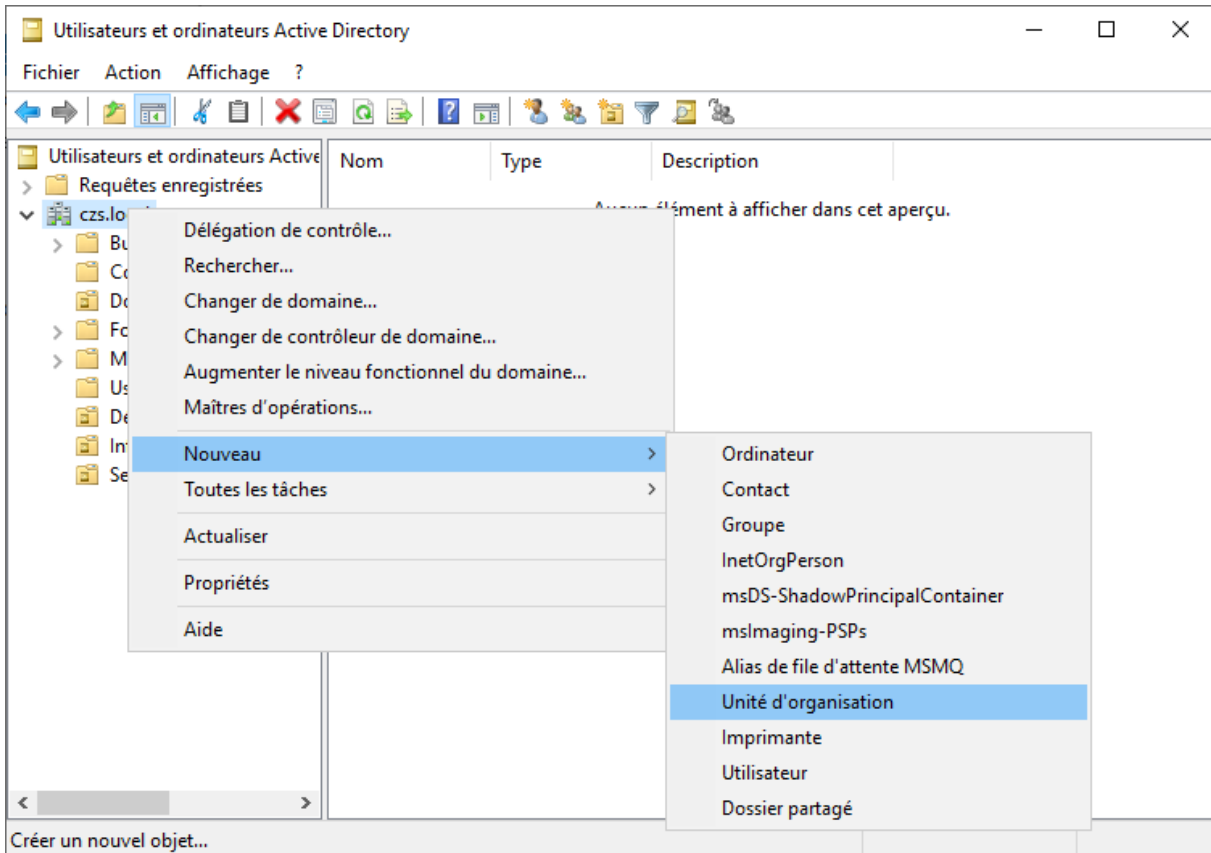 Utilisateurs et ordinateurs Active Directory
Fichier Action Affichage ?
Utilisateurs et ordinateurs Active
Nom Type Description
Requêtes enregistrées
Aucun élément à afficher dans cet aperçu.
Délégation de contrôle...
Rechercher...
Changer de domaine...
Changer de contrôleur de domaine...
Augmenter le niveau fonctionnel du domaine...
Maîtres d'opérations...
Nouveau
Toutes les tâches
Actualiser
Propriétés
Aide
Ordinateur
Contact
Groupe
InetOrgPerson
msDS-ShadowPrincipalContainer
msImaging-PSPs
Alias de file d'attente MSMQ
Unité d'organisation
Imprimante
Utilisateur
Dossier partagé
Créer un nouvel objet...